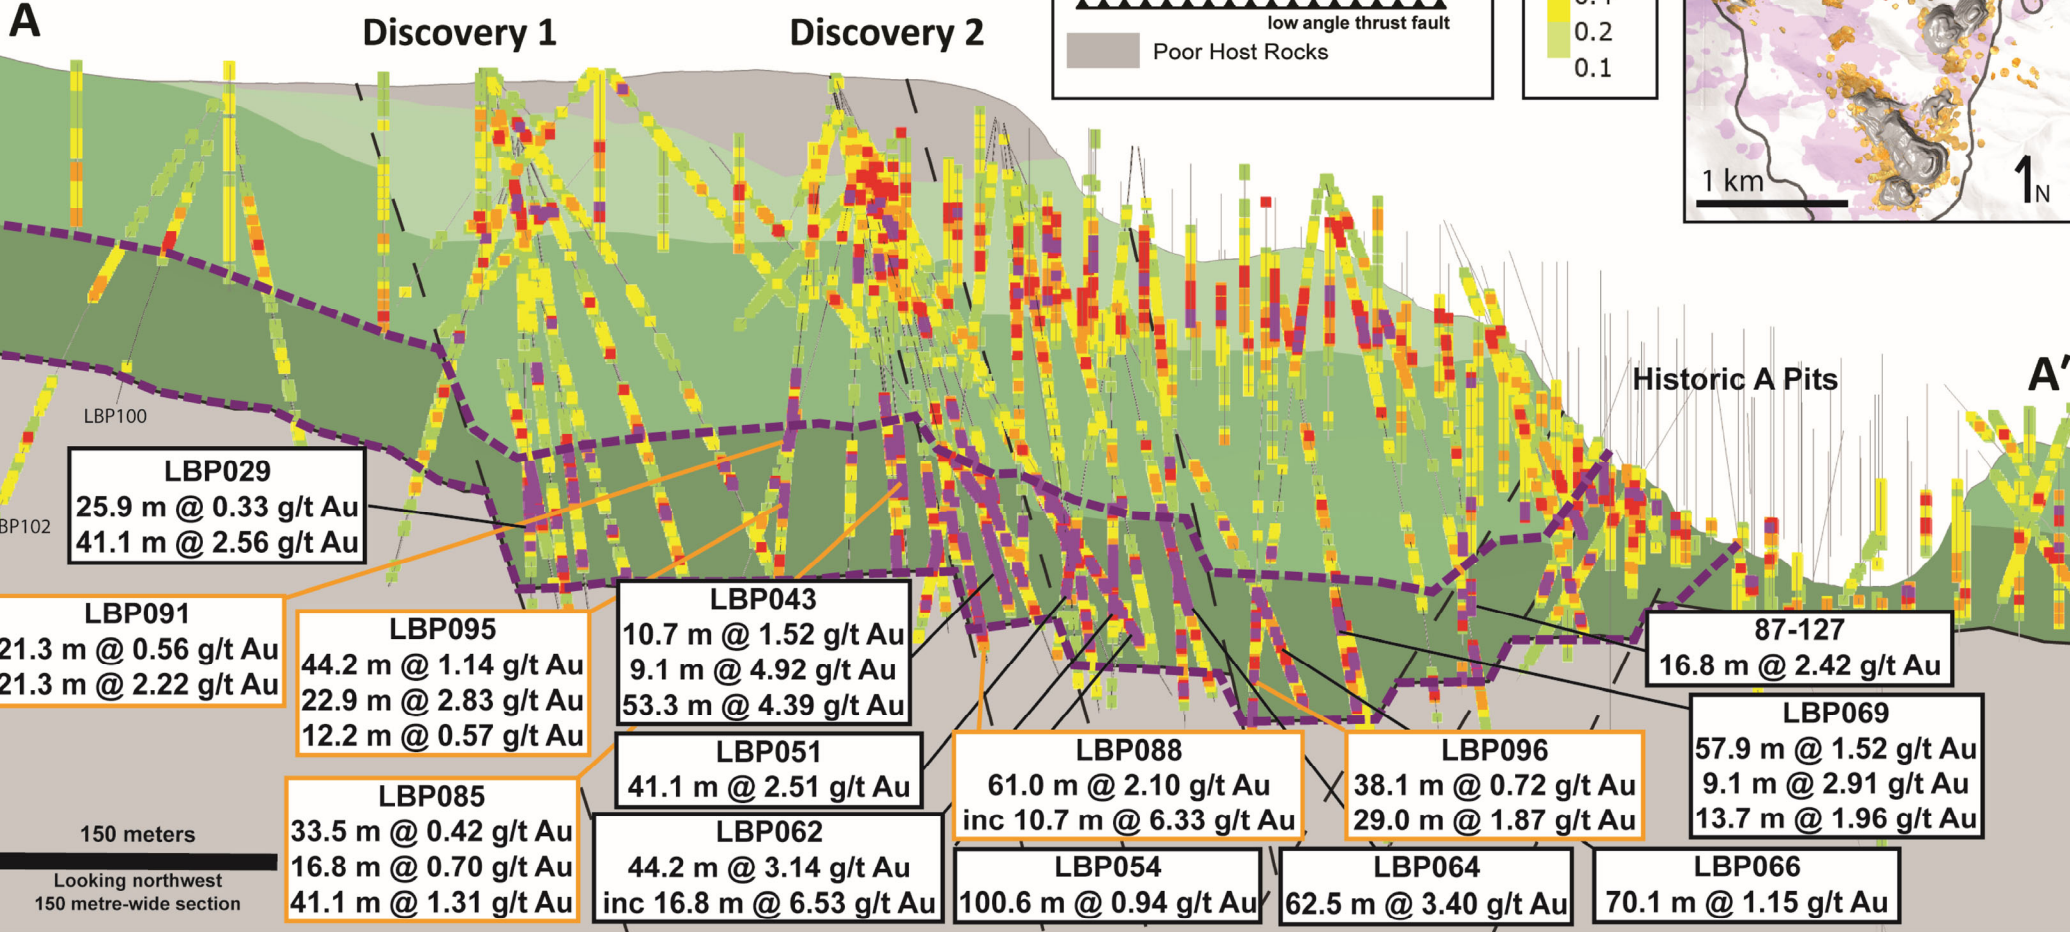 A
Discovery 1
Discovery 2
low angle thrust fault
Poor Host Rocks
0.2
0.1
1 km
1N
Historic A Pits
A'
LBP100
BP102
LBP029
25.9 m @ 0.33 g/t Au
41.1 m @ 2.56 g/t Au
LBP091
21.3 m @ 0.56 g/t Au
21.3 m @ 2.22 g/t Au
LBP095
44.2 m @ 1.14 g/t Au
22.9 m @ 2.83 g/t Au
12.2 m @ 0.57 g/t Au
LBP043
10.7 m @ 1.52 g/t Au
9.1 m @ 4.92 g/t Au
53.3 m @ 4.39 g/t Au
87-127
16.8 m @ 2.42 g/t Au
LBP085
33.5 m @ 0.42 g/t Au
16.8 m @ 0.70 g/t Au
41.1 m @ 1.31 g/t Au
LBP051
41.1 m @ 2.51 g/t Au
LBP062
44.2 m @ 3.14 g/t Au
inc 16.8 m @ 6.53 g/t Au
LBP088
61.0 m @ 2.10 g/t Au
inc 10.7 m @ 6.33 g/t Au
LBP096
38.1 m @ 0.72 g/t Au
29.0 m @ 1.87 g/t Au
LBP069
57.9 m @ 1.52 g/t Au
9.1 m @ 2.91 g/t Au
13.7 m @ 1.96 g/t Au
LBP054
100.6 m @ 0.94 g/t Au
LBP064
62.5 m @ 3.40 g/t Au
LBP066
70.1 m @ 1.15 g/t Au
150 meters
Looking northwest
150 metre-wide section